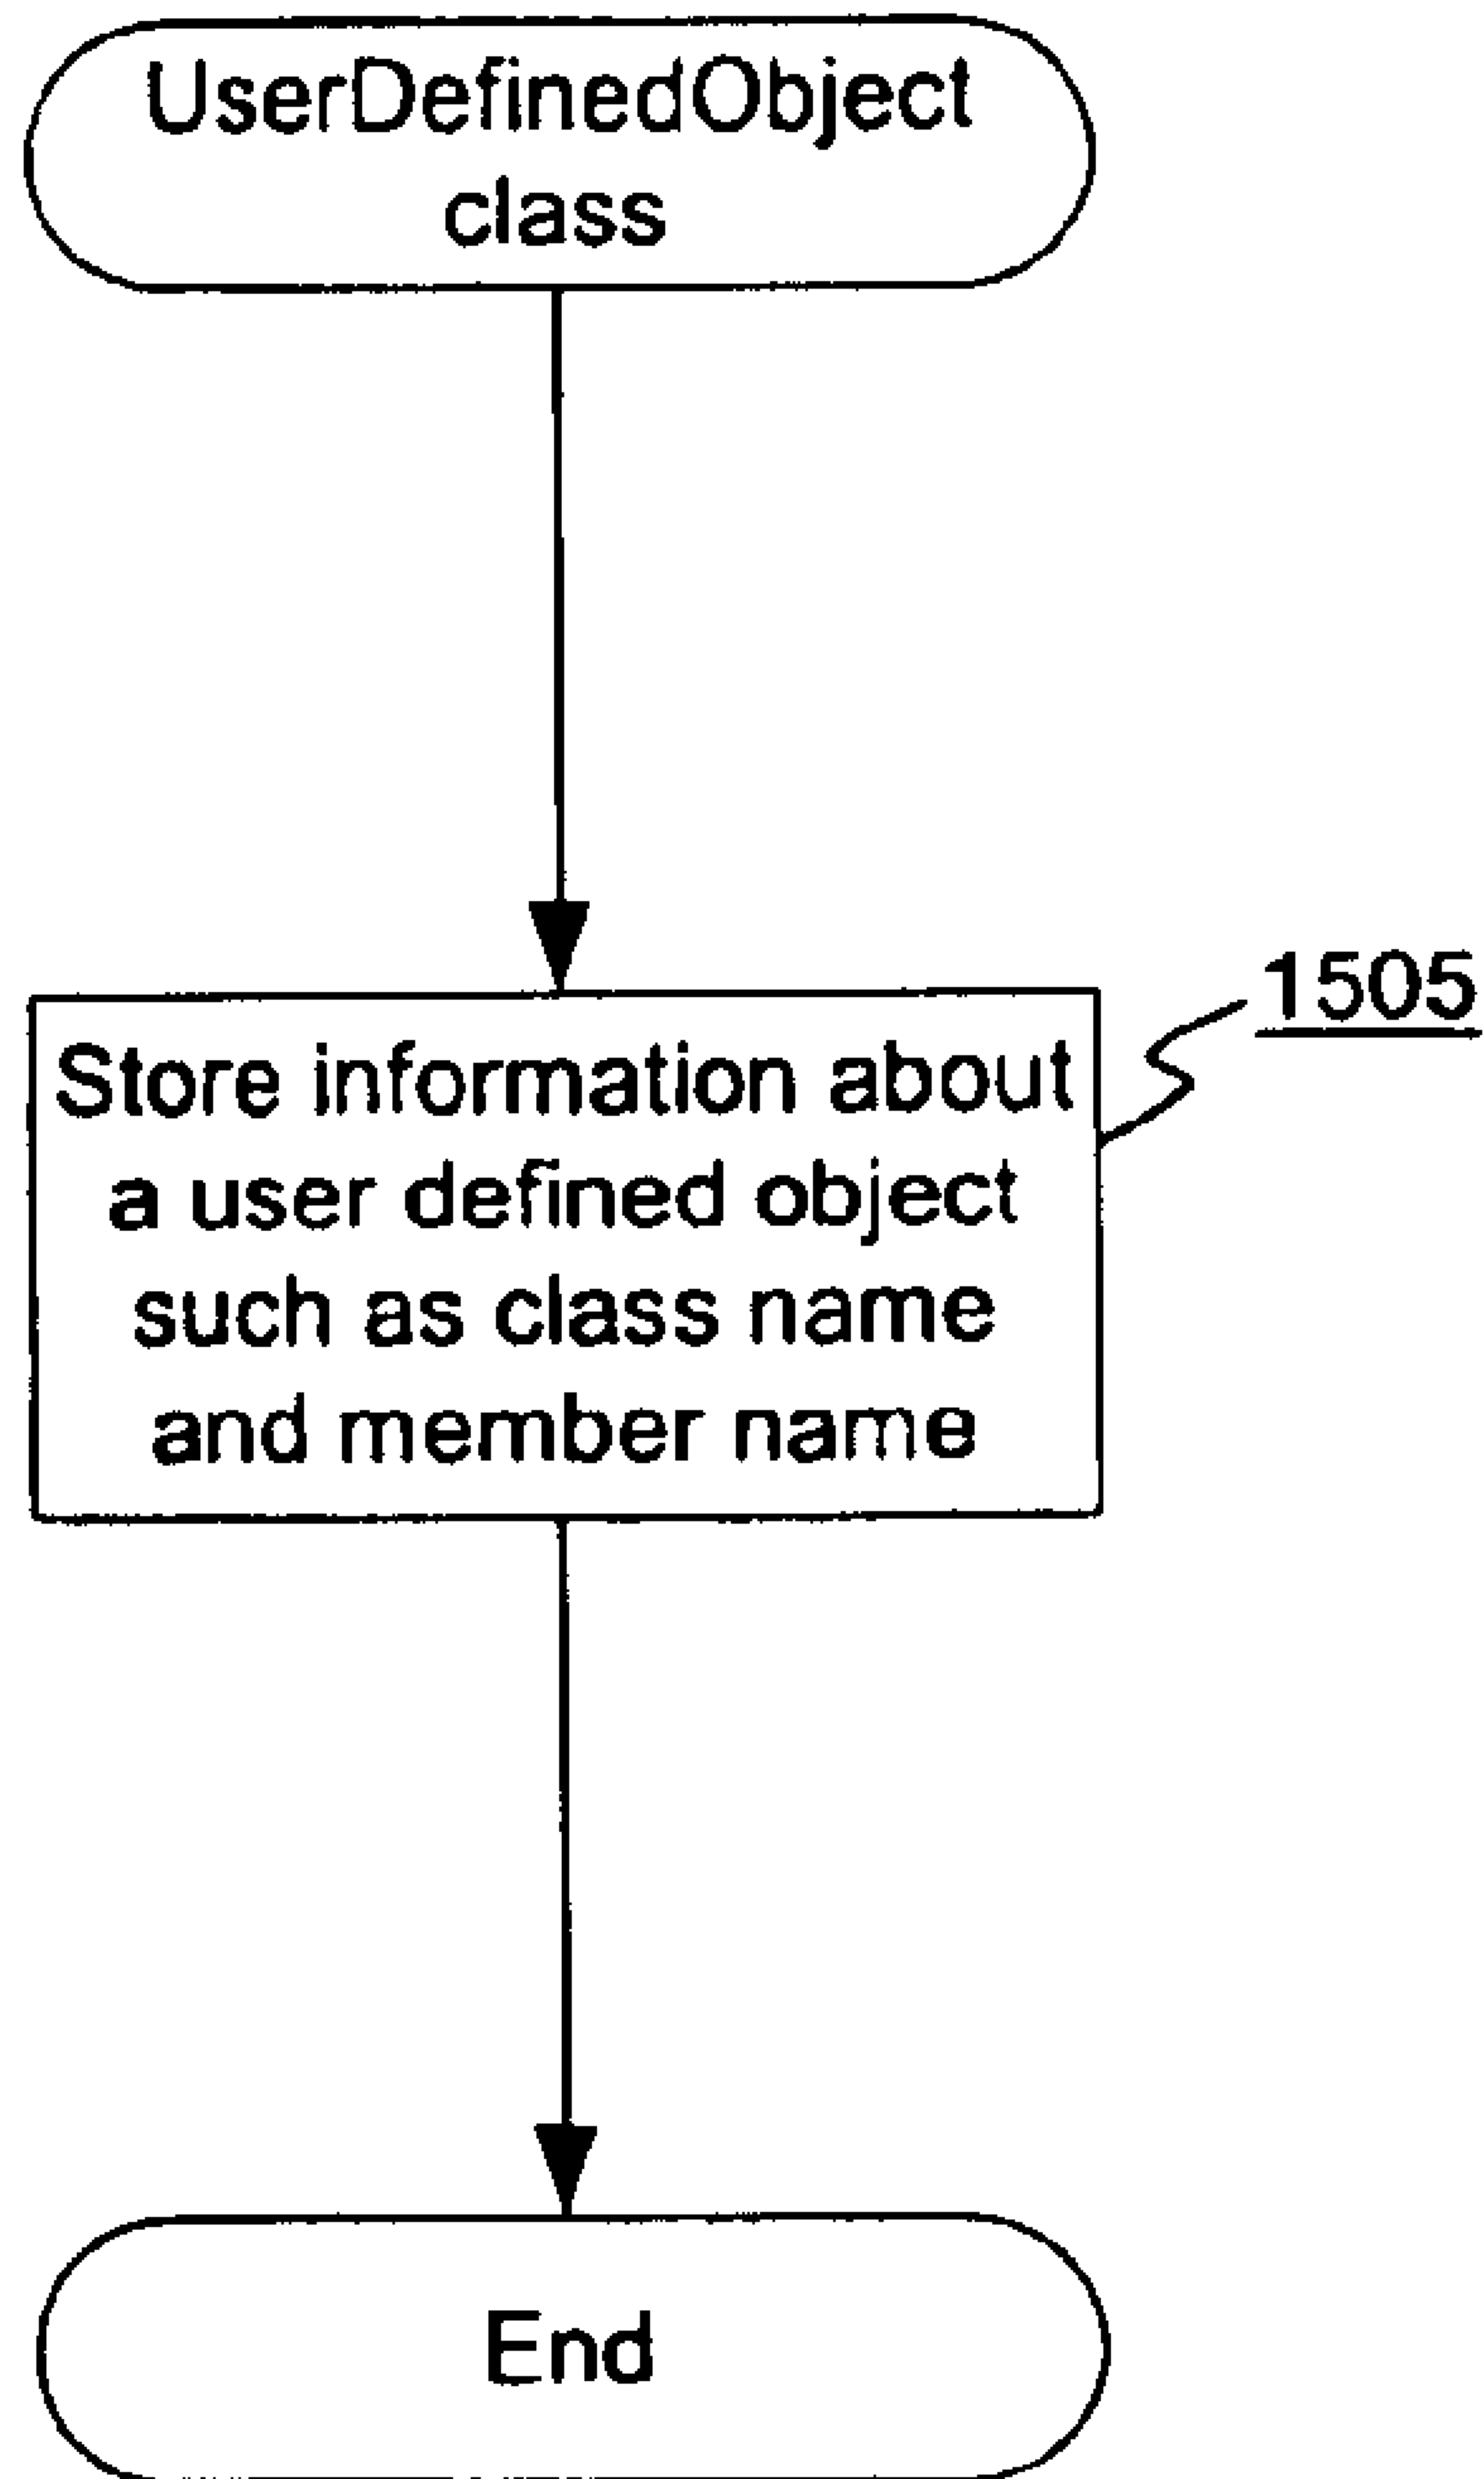 UserDefinedObject
class
1505
Store information about
a user defined object
such as class name
and member name
End